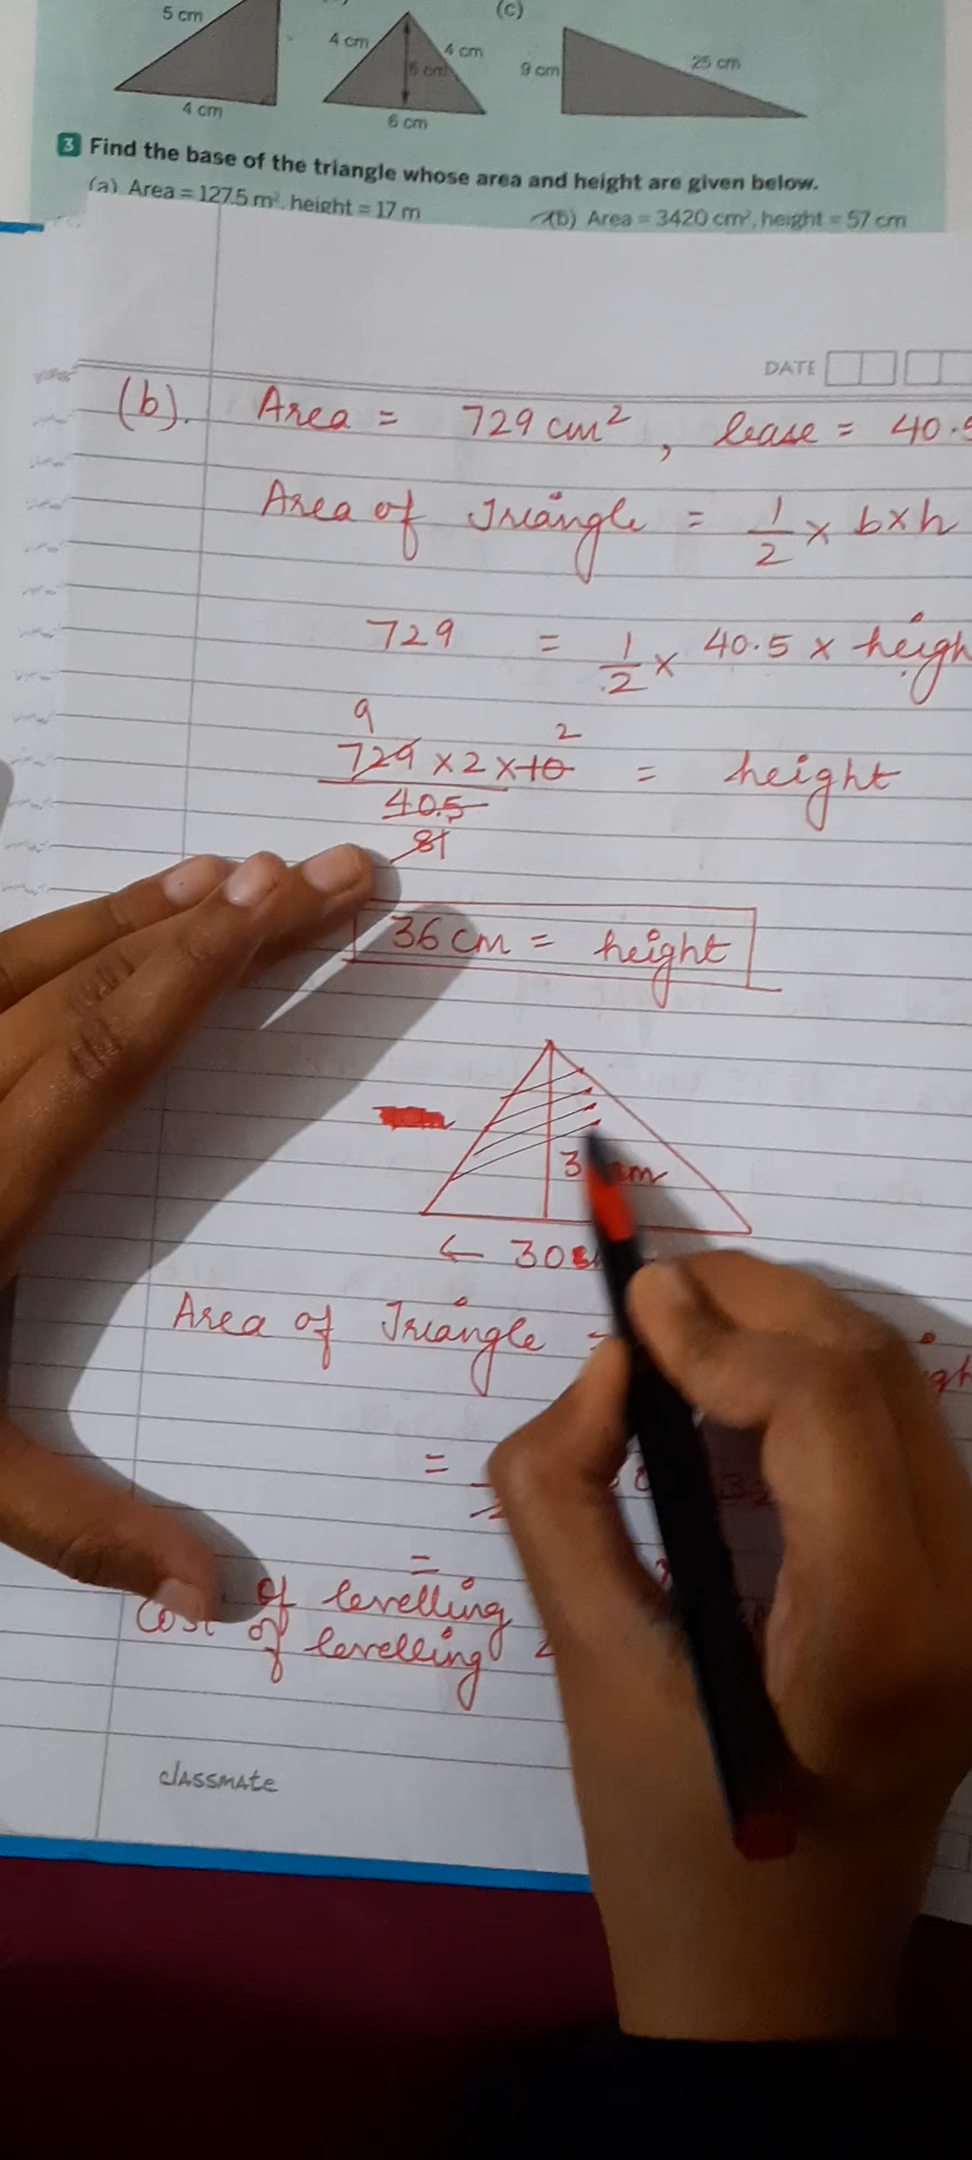 (c)
5 cm
4 cm
4 cm 4 cm 6 cm
6 cm
9 cm 25 cm
3 Find the base of the triangle whose area and height are given below.
(a) Area = 127.5 m², height = 17 m (b) Area = 3420 cm², height = 57 cm
DATE
(b). Area = 729 cm², base = 40.5
Area of Triangle = 1/2 × b×h
729 = 1/2 × 40.5 × heigh
9 2
729 × 2 × 10 = height
40.5
81
36 cm = height
← 30
Area of Triangle =
=
=
Cost of levelling
of levelling
classmate